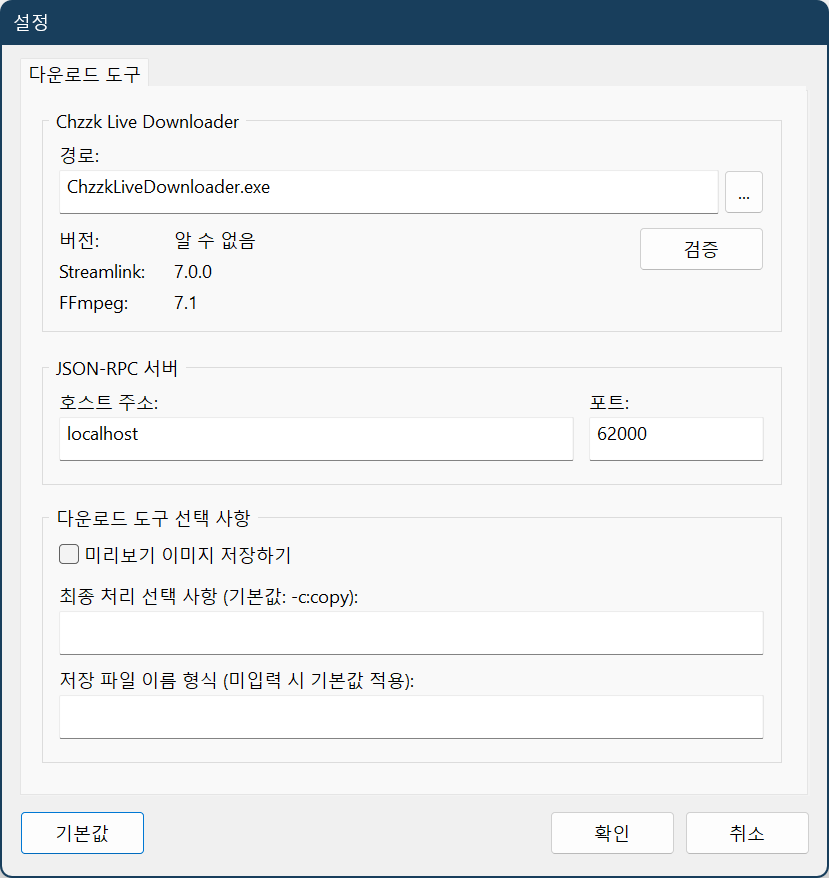 설정
다운로드 도구
Chzzk Live Downloader
경로:
ChzzkLiveDownloader.exe
...
버전: 알 수 없음
검증
Streamlink: 7.0.0
FFmpeg: 7.1
JSON-RPC 서버
호스트 주소: 포트:
localhost 62000
다운로드 도구 선택 사항
미리보기 이미지 저장하기
최종 처리 선택 사항 (기본값: -c:copy):
저장 파일 이름 형식 (미입력 시 기본값 적용):
기본값 확인 취소